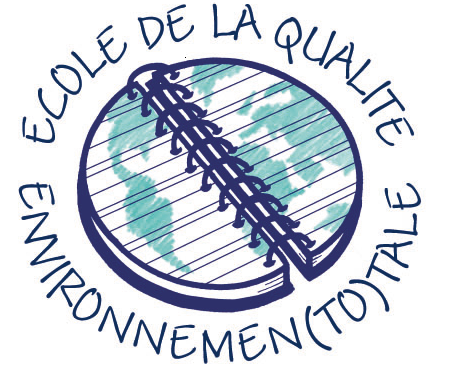 ECOLE DE LA QUALITE
ENVIRONNEMEN(TO)TALE